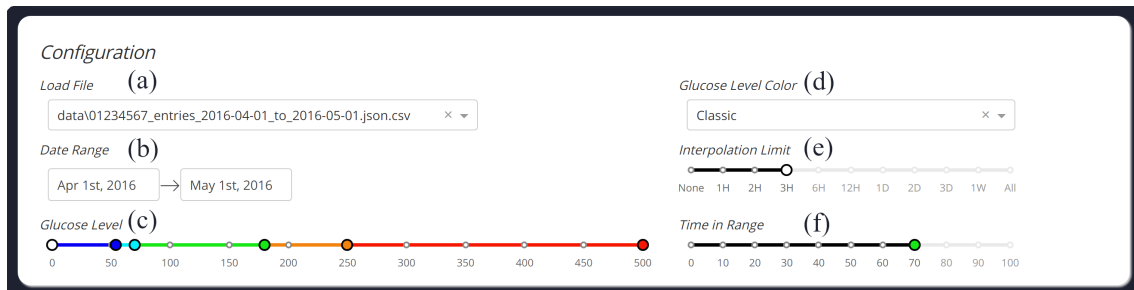 Configuration
Load File (a)
data\01234567_entries_2016-04-01_to_2016-05-01.json.csv × 
Date Range (b)
Apr 1st, 2016 → May 1st, 2016
Glucose Level (c)
0 50 100 150 200 250 300 350 400 450 500
Glucose Level Color (d)
Classic ×
Interpolation Limit (e)
None 1H 2H 3H 6H 12H 1D 2D 3D 1W All
Time in Range (f)
0 10 20 30 40 50 60 70 80 90 100